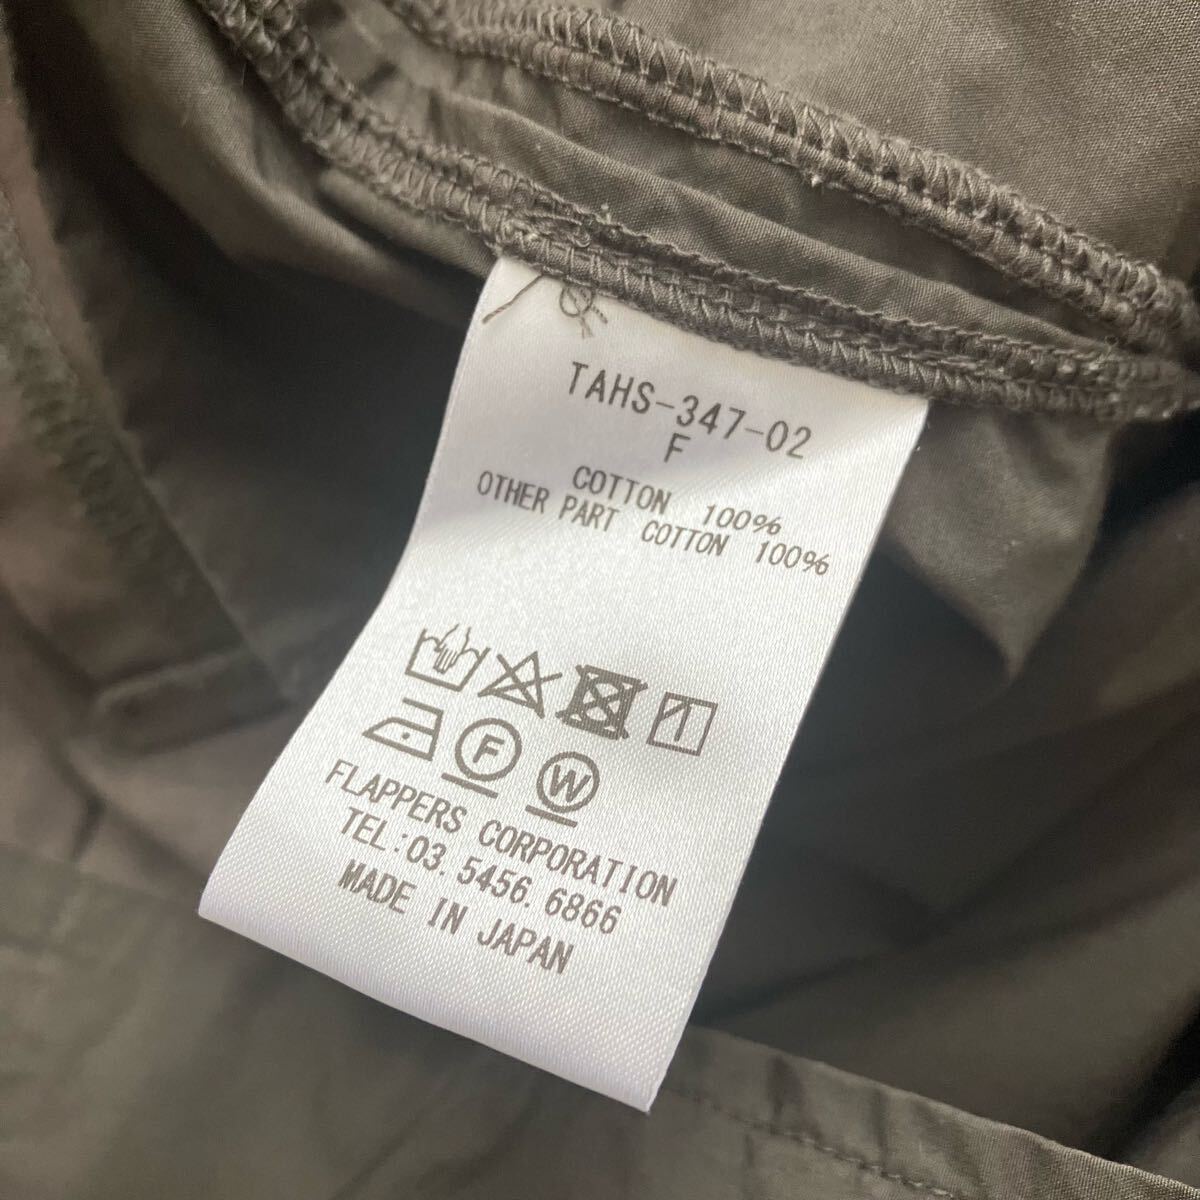 TAHS-347-02
F
COTTON 100%
OTHER PART COTTON 100%
F W
FLAPPERS CORPORATION
TEL:03.5456.6866
MADE IN JAPAN